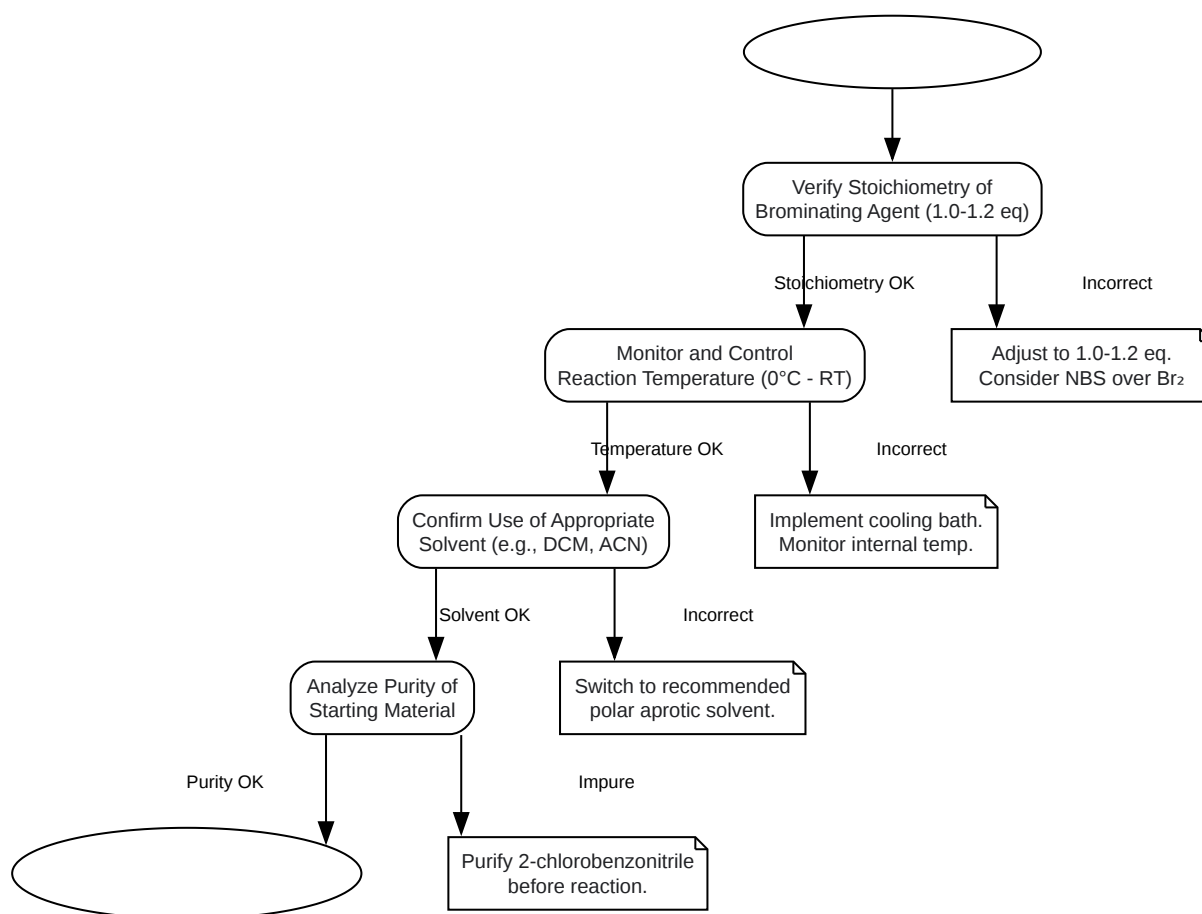 Verify Stoichiometry of
Brominating Agent (1.0-1.2 eq)
Stoichiometry OK
Incorrect
Monitor and Control
Reaction Temperature (0°C - RT)
Adjust to 1.0-1.2 eq.
Consider NBS over Br₂
Temperature OK
Incorrect
Confirm Use of Appropriate
Solvent (e.g., DCM, ACN)
Implement cooling bath.
Monitor internal temp.
Solvent OK
Incorrect
Analyze Purity of
Starting Material
Switch to recommended
polar aprotic solvent.
Purity OK
Impure
Purify 2-chlorobenzonitrile
before reaction.